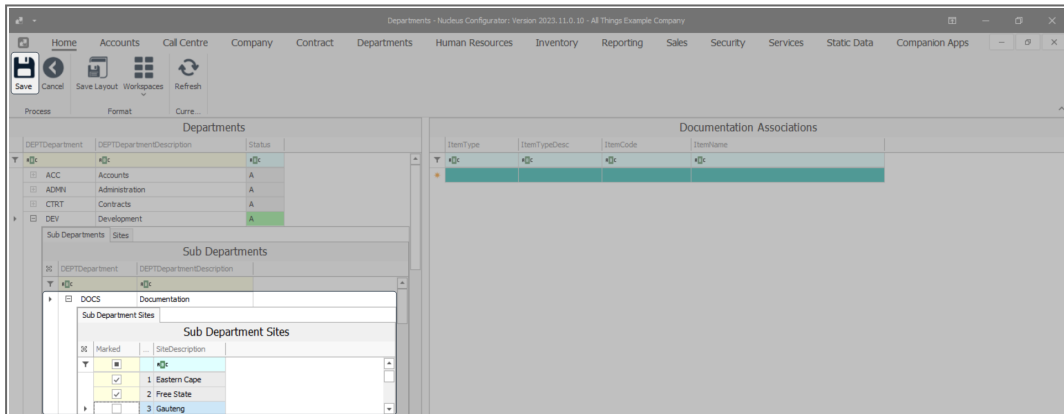 Departments - Nucleus Configurator: Version 2023.11.0.10 - All Things Example Company
Home Accounts Call Centre Company Contract Departments Human Resources Inventory Reporting Sales Security Services Static Data Companion Apps
Save Cancel Save Layout Workspaces Refresh
Process Format Curre...
Departments
DEPTDepartment DEPTDepartmentDescription Status
ACC Accounts A
ADMN Administration A
CTRT Contracts A
DEV Development A
Sub Departments Sites
Sub Departments
DEPTDepartment DEPTDepartmentDescription
DOCS Documentation
Sub Department Sites
Sub Department Sites
Marked ... SiteDescription
1 Eastern Cape
2 Free State
3 Gauteng
Documentation Associations
ItemType ItemTypeDesc ItemCode ItemName